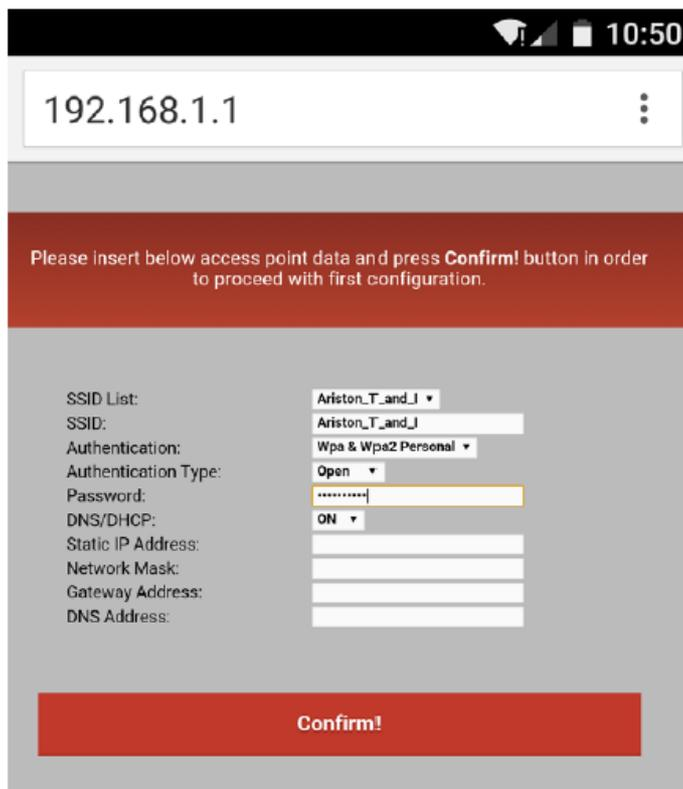 10:50
192.168.1.1
Please insert below access point data and press Confirm! button in order
to proceed with first configuration.
SSID List: Ariston_T_and_I
SSID: Ariston_T_and_I
Authentication: Wpa & Wpa2 Personal
Authentication Type: Open
Password: ••••••••••
DNS/DHCP: ON
Static IP Address:
Network Mask:
Gateway Address:
DNS Address:
Confirm!